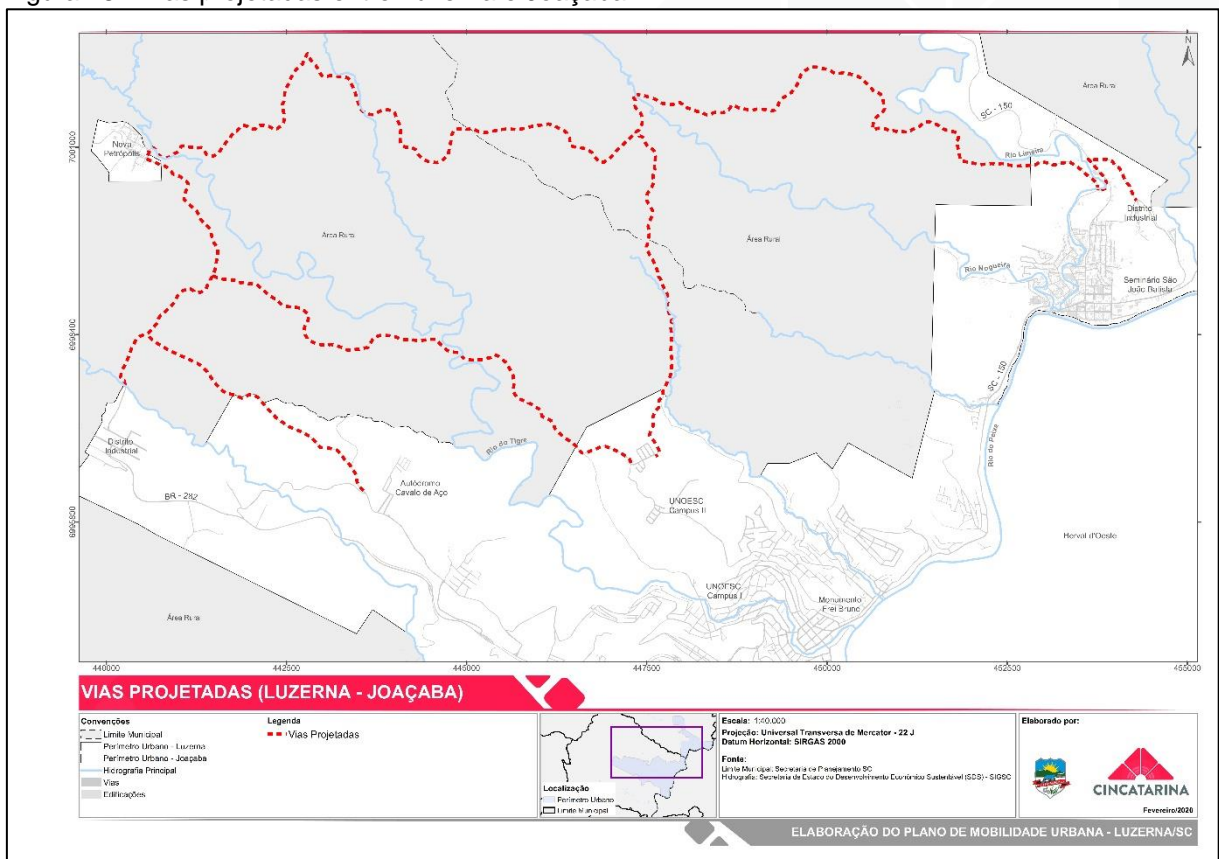 N
Área Rural
SC - 150
Nova
Petrópolis
Rio Limeira
Distrito
Industrial
Área Rural
Área Rural
Rio Nogueira
Seminário São
João Batista
SC - 150
Rio do Peixe
Distrito
Industrial
Rio do Tigre
Autódromo
Cavalo de Aço
BR - 282
UNOESC
Campus II
Herval d'Oeste
UNOESC
Campus I
Monumento
Frei Bruno
Área Rural
7001000
6998400
6995800
440000 442500 445000 447500 450000 452500 455000
VIAS PROJETADAS (LUZERNA - JOAÇABA)
Convenções
Limite Municipal
Perímetro Urbano - Luzerna
Perímetro Urbano - Joaçaba
Hidrografia Principal
Vias
Edificações
Legenda
Vias Projetadas
Localização
Perímetro Urbano
Limite Municipal
Escala: 1:40.000
Projeção: Universal Transversa de Mercator - 22 J
Datum Horizontal: SIRGAS 2000
Fonte:
Limite Municipal: Secretaria de Planejamento SC
Hidrografia: Secretaria de Estado do Desenvolvimento Econômico Sustentável (SDS) - SIGSC
Elaborado por:
CINCATARINA
Fevereiro/2020
ELABORAÇÃO DO PLANO DE MOBILIDADE URBANA - LUZERNA/SC